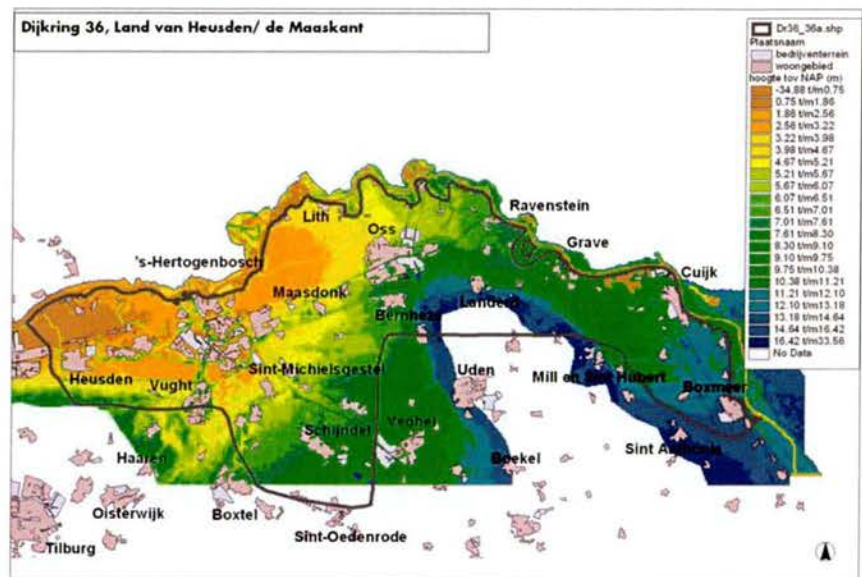 Dijkring 36, Land van Heusden/ de Maaskant
Dr36_36a.shp
Plaatsnaam
bedrijventerrein
woongebied
hoogte tov NAP (m)
-34.88 t/m0.75
0.75 t/m1.86
1.86 t/m2.56
2.56 t/m3.22
3.22 t/m3.98
3.98 t/m4.67
4.67 t/m5.21
5.21 t/m5.67
5.67 t/m6.07
6.07 t/m6.51
6.51 t/m7.01
7.01 t/m7.61
7.61 t/m8.30
8.30 t/m9.10
9.10 t/m9.75
9.75 t/m10.38
10.38 t/m11.21
11.21 t/m12.10
12.10 t/m13.18
13.18 t/m14.64
14.64 t/m16.42
16.42 t/m33.56
No Data
Ravenstein
Lith
Oss
Grave
's-Hertogenbosch
Cuijk
Maasdonk
Landerd
Bernheze
Heusden
Vught
Sint-Michielsgestel
Uden
Mill en Sint Hubert
Boxmeer
Schijndel
Veghel
Sint Anthonis
Haaren
Boekel
Oisterwijk
Boxtel
Sint-Oedenrode
Tilburg